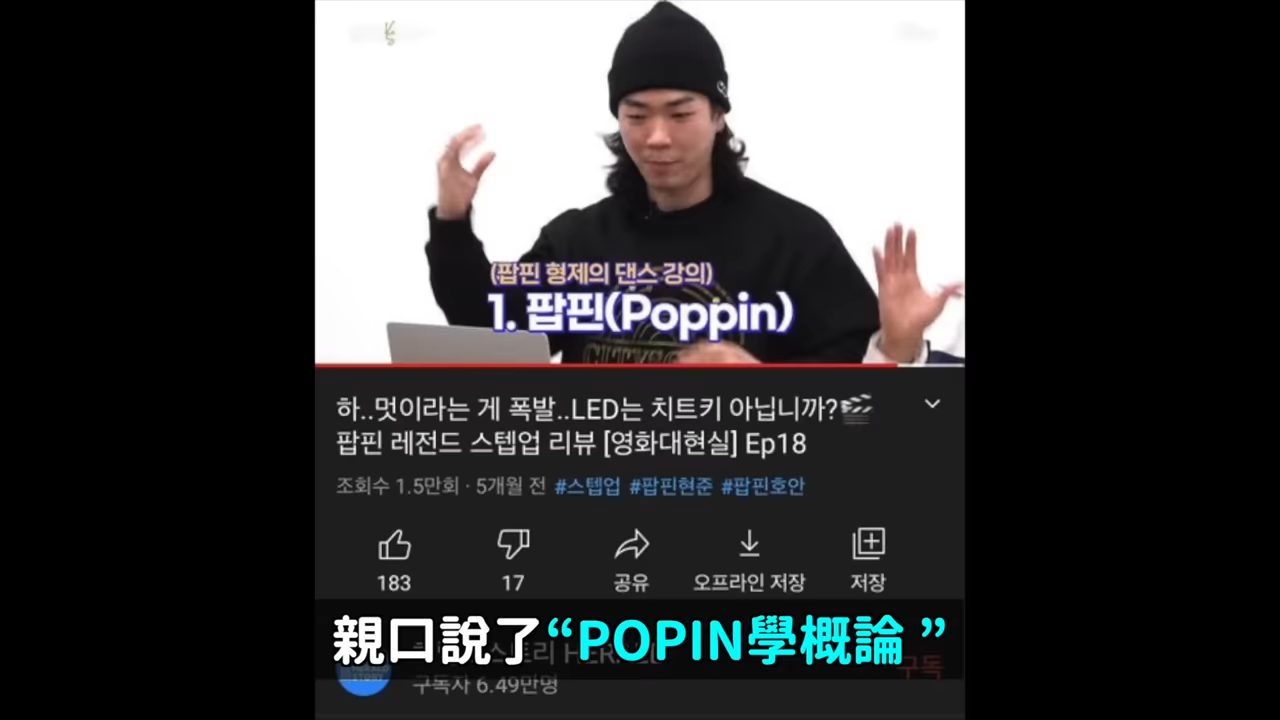 (팝핀 형제의 댄스 강의)
1. 팝핀(Poppin)
하..멋이라는 게 폭발..LED는 치트키 아닙니까?🎬
팝핀 레전드 스텝업 리뷰 [영화대현실] Ep18
조회수 1.5만회 · 5개월 전 #스텝업 #팝핀현준 #팝핀호안
183
17
공유
오프라인 저장
저장
親口說了“POPIN學概論 ”
구독
구독자 6.49만명